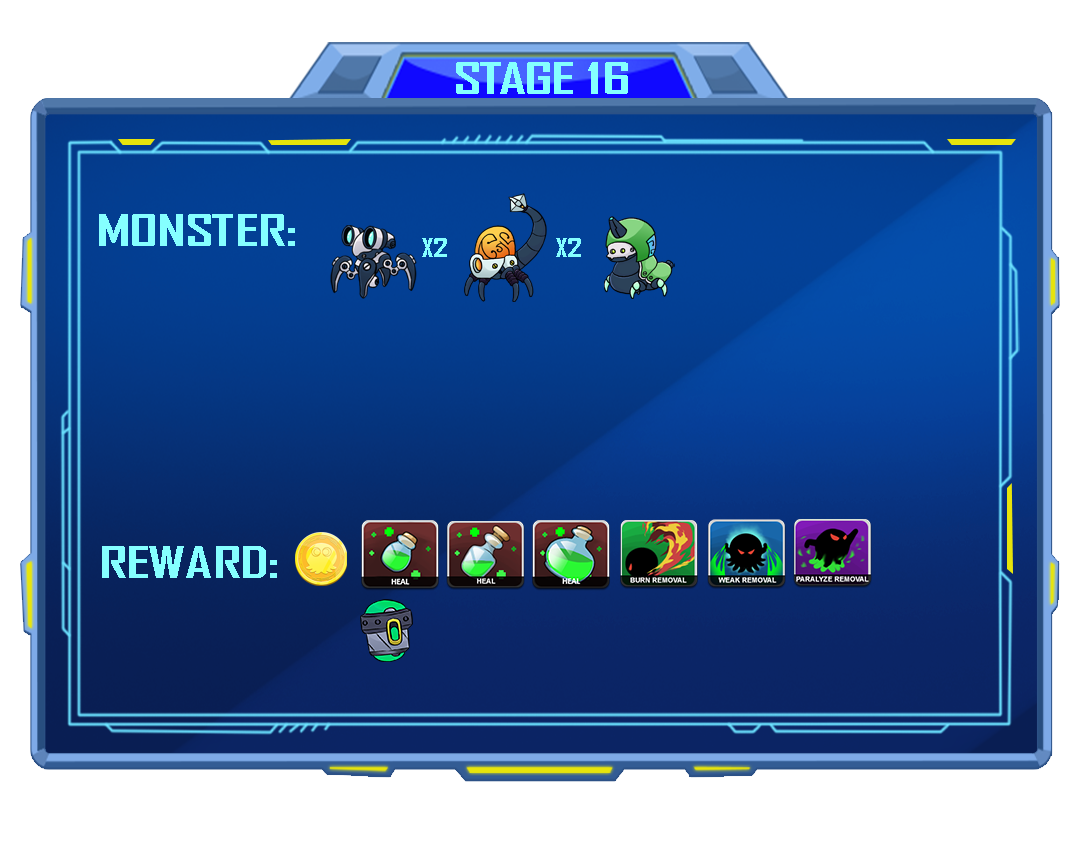 STAGE 16
MONSTER: X2 X2
REWARD: HEAL HEAL HEAL BURN REMOVAL WEAK REMOVAL PARALYZE REMOVAL